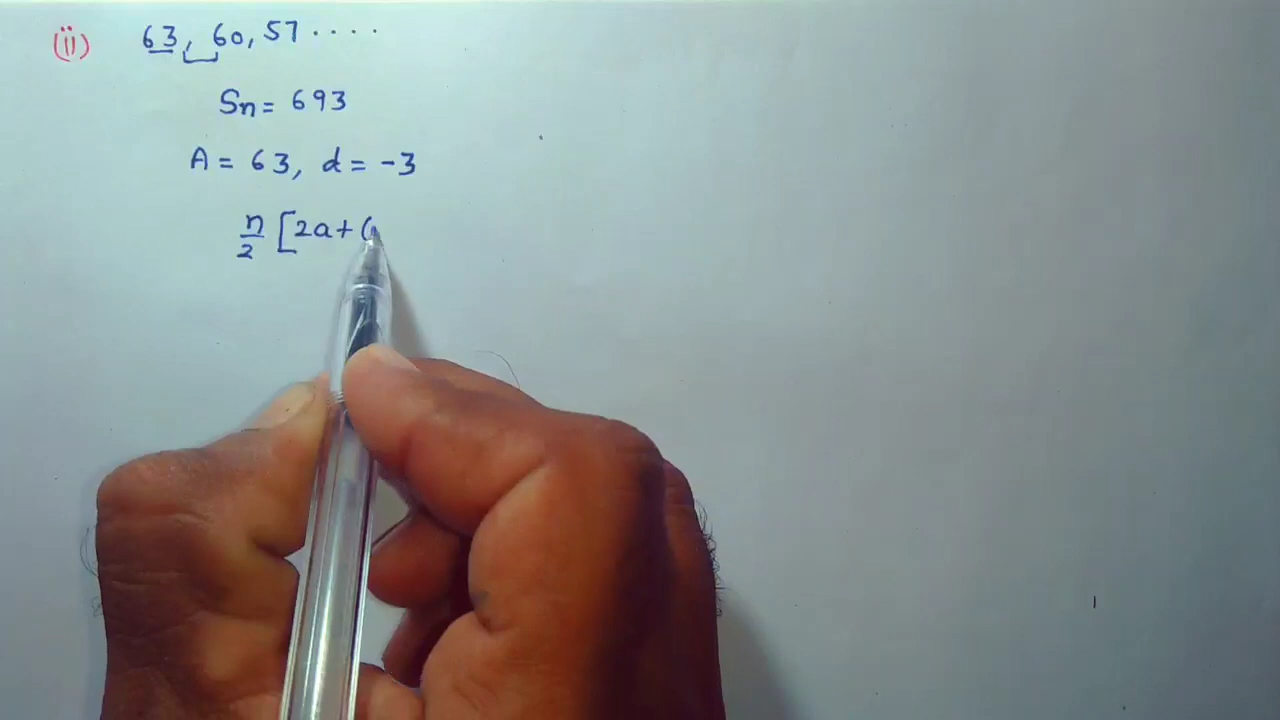 (ii) 63, 60, 57 ....
Sn = 693
A = 63, d = -3
n/2 [2a+(